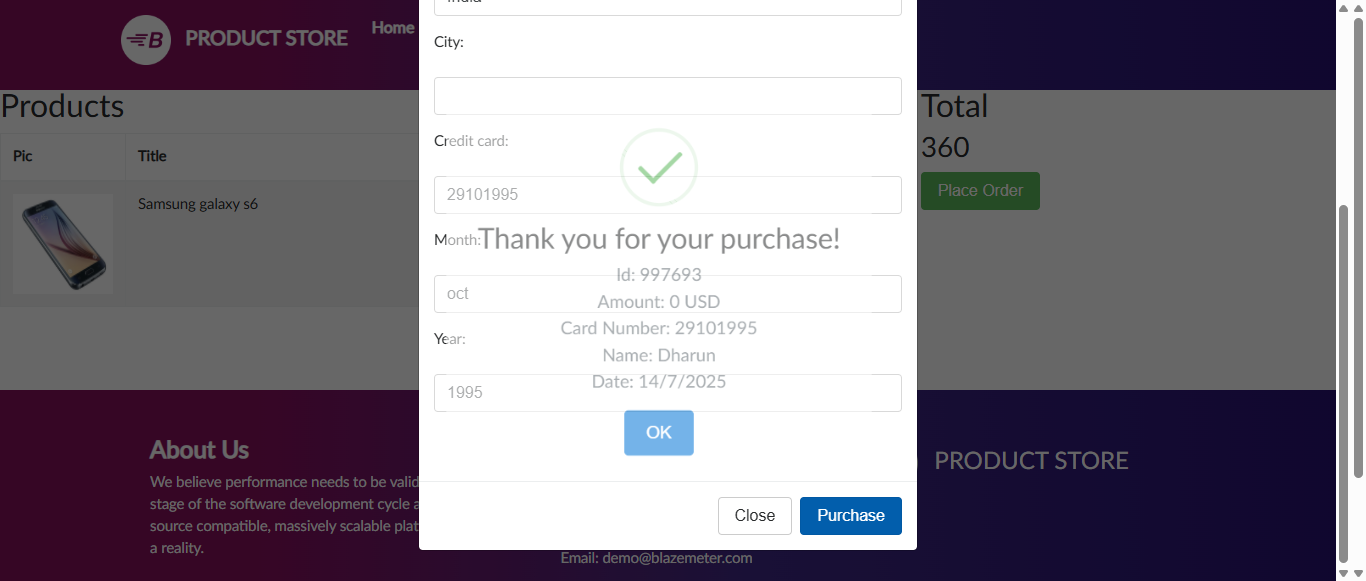 B PRODUCT STORE
Home
Products
Pic
Title
Samsung galaxy s6
Total
360
Place Order
India
City:
Credit card:
29101995
Month:
oct
Year:
1995
Thank you for your purchase!
Id: 997693
Amount: 0 USD
Card Number: 29101995
Name: Dharun
Date: 14/7/2025
OK
Close
Purchase
About Us
We believe performance needs to be valid
stage of the software development cycle a
source compatible, massively scalable plat
a reality.
Email: demo@blazemeter.com
PRODUCT STORE